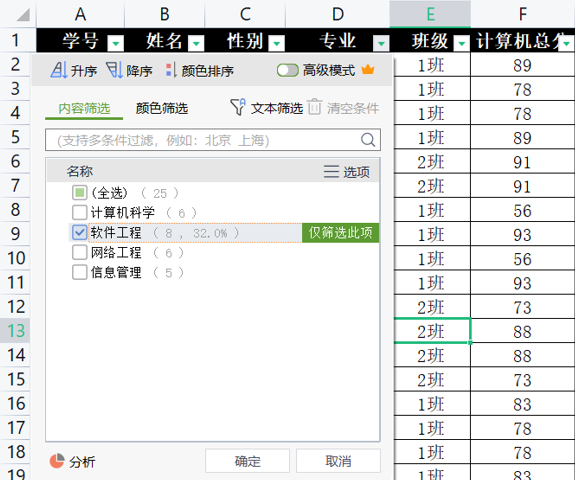 A B C D E F
1 学号 姓名 性别 专业 班级 计算机总分
2 1班 89
升序 降序 颜色排序 高级模式
3 1班 78
内容筛选 颜色筛选 文本筛选 清空条件
4 1班 78
5 1班 89
(支持多条件过滤，例如：北京 上海)
6 2班 91
名称 选项
7 2班 91
(全选) ( 25 )
8 1班 56
计算机科学 ( 6 )
9 1班 93
软件工程 ( 8 , 32.0% ) 仅筛选此项
10 1班 56
网络工程 ( 6 )
11 1班 93
信息管理 ( 5 )
12 2班 73
13 2班 88
14 2班 88
15 2班 73
16 1班 83
17 1班 78
18 1班 78
分析 确定 取消
19 1班 83